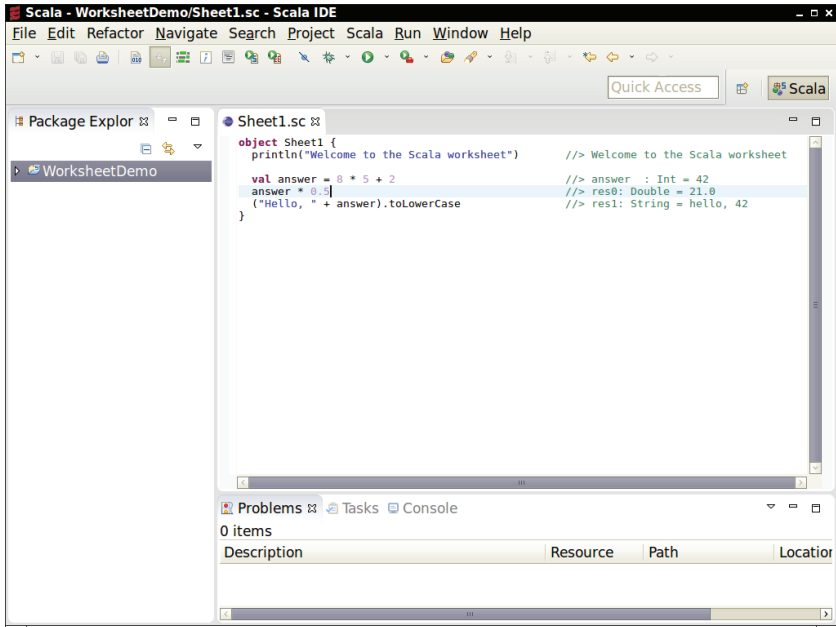 Scala - WorksheetDemo/Sheet1.sc - Scala IDE
File Edit Refactor Navigate Search Project Scala Run Window Help
Quick Access Scala
Package Explor
WorksheetDemo
Sheet1.sc
object Sheet1 {
println("Welcome to the Scala worksheet") //> Welcome to the Scala worksheet
val answer = 8 * 5 + 2 //> answer : Int = 42
answer * 0.5 //> res0: Double = 21.0
("Hello, " + answer).toLowerCase //> res1: String = hello, 42
}
Problems Tasks Console
0 items
Description Resource Path Location